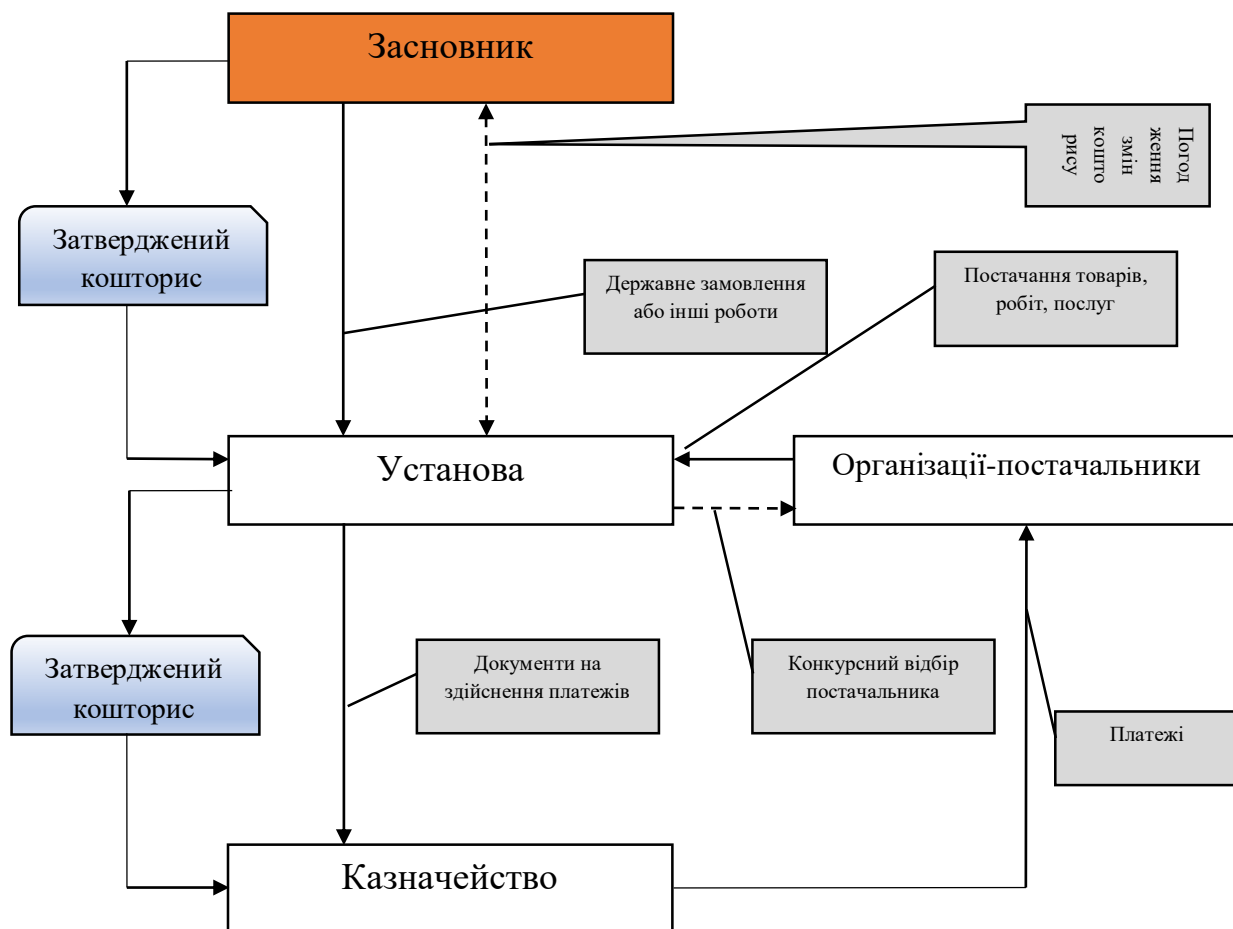 Засновник
Погод
ження
змін
кошто
рису
Затверджений
кошторис
Державне замовлення
або інші роботи
Постачання товарів,
робіт, послуг
Установа
Організації-постачальники
Затверджений
кошторис
Документи на
здійснення платежів
Конкурсний відбір
постачальника
Платежі
Казначейство